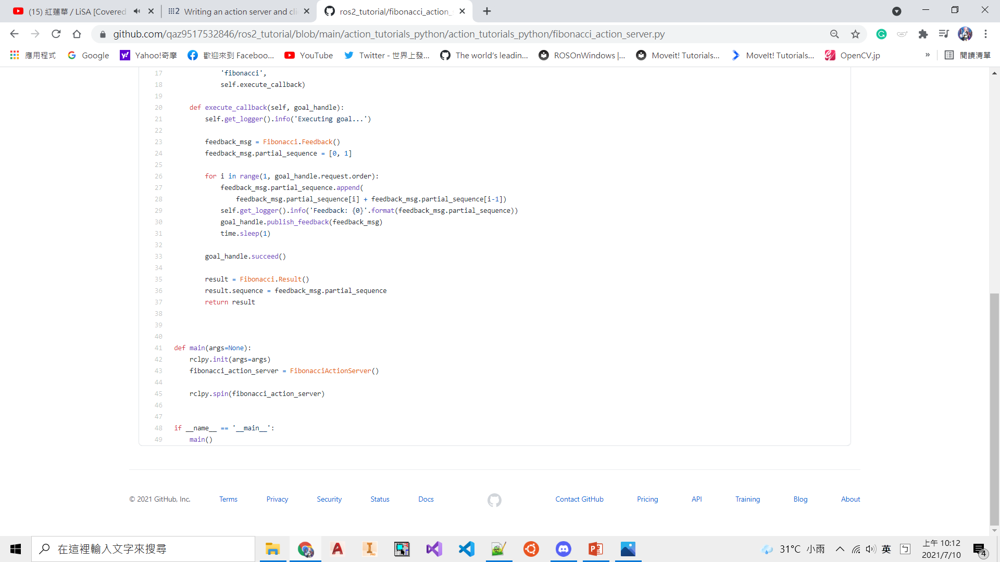 (15) 紅蓮華 / LiSA [Covered
Writing an action server and cli
ros2_tutorial/fibonacci_action_s
github.com/qaz9517532846/ros2_tutorial/blob/main/action_tutorials_python/action_tutorials_python/fibonacci_action_server.py
應用程式 Google Yahoo!奇摩 歡迎來到 Faceboo... YouTube Twitter - 世界上發... The world's leadin... ROSOnWindows |... Moveit! Tutorials... MoveIt! Tutorials... OpenCV.jp » 閱讀清單
17 'fibonacci',
18 self.execute_callback)
19
20 def execute_callback(self, goal_handle):
21 self.get_logger().info('Executing goal...')
22
23 feedback_msg = Fibonacci.Feedback()
24 feedback_msg.partial_sequence = [0, 1]
25
26 for i in range(1, goal_handle.request.order):
27 feedback_msg.partial_sequence.append(
28 feedback_msg.partial_sequence[i] + feedback_msg.partial_sequence[i-1])
29 self.get_logger().info('Feedback: {0}'.format(feedback_msg.partial_sequence))
30 goal_handle.publish_feedback(feedback_msg)
31 time.sleep(1)
32
33 goal_handle.succeed()
34
35 result = Fibonacci.Result()
36 result.sequence = feedback_msg.partial_sequence
37 return result
38
39
40
41 def main(args=None):
42 rclpy.init(args=args)
43 fibonacci_action_server = FibonacciActionServer()
44
45 rclpy.spin(fibonacci_action_server)
46
47
48 if __name__ == '__main__':
49 main()
© 2021 GitHub, Inc. Terms Privacy Security Status Docs Contact GitHub Pricing API Training Blog About
在這裡輸入文字來搜尋
31°C 小雨
英
上午 10:12
2021/7/10
4